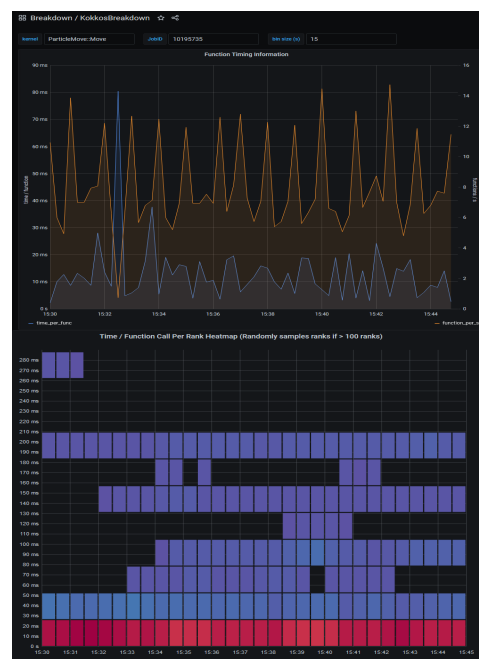 Breakdown / KokkosBreakdown
kernel ParticleMove::Move JobID 10195735 bin size (s) 15
Function Timing Information
90 ms 16
80 ms 14
70 ms 12
60 ms 10
50 ms
40 ms 8
30 ms 6
20 ms 4
10 ms 2
0 s 0
time / function
functions / s
15:30 15:32 15:34 15:36 15:38 15:40 15:42 15:44
time_per_func function_per_s
Time / Function Call Per Rank Heatmap (Randomly samples ranks if > 100 ranks)
280 ms
270 ms
260 ms
250 ms
240 ms
230 ms
220 ms
210 ms
200 ms
190 ms
180 ms
170 ms
160 ms
150 ms
140 ms
130 ms
120 ms
110 ms
100 ms
90 ms
80 ms
70 ms
60 ms
50 ms
40 ms
30 ms
20 ms
10 ms
0 s
15:30 15:31 15:32 15:33 15:34 15:35 15:36 15:37 15:38 15:39 15:40 15:41 15:42 15:43 15:44 15:45